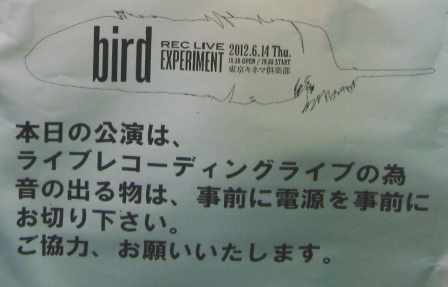 bird
REC LIVE
EXPERIMENT
2012.6.14 Thu.
18:30 OPEN / 19:30 START
東京キネマ倶楽部
本日の公演は、
ライブレコーディングライブの為
音の出る物は、事前に電源を事前に
お切り下さい。
ご協力、お願いいたします。